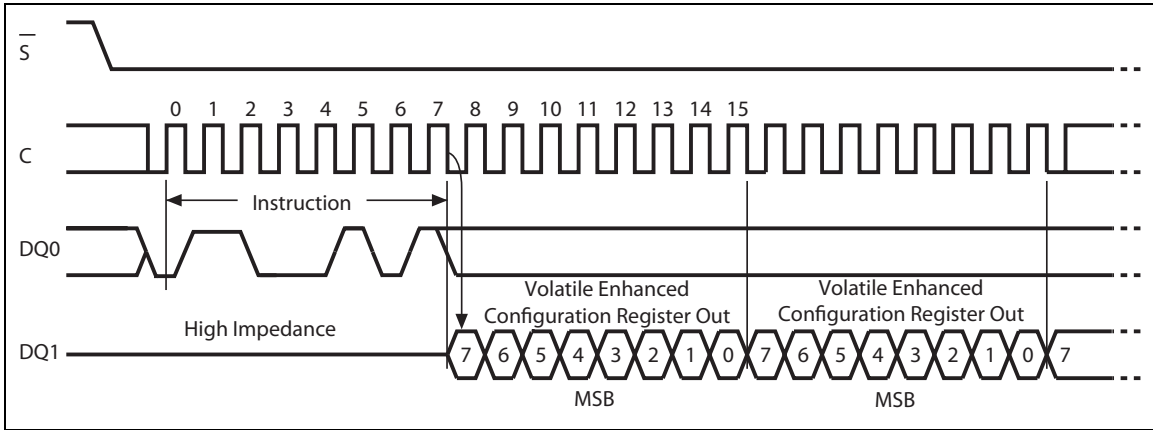 S
0 1 2 3 4 5 6 7 8 9 10 11 12 13 14 15
C
Instruction
DQ0
Volatile Enhanced
Configuration Register Out
Volatile Enhanced
Configuration Register Out
High Impedance
DQ1
7 6 5 4 3 2 1 0 7 6 5 4 3 2 1 0 7
MSB
MSB